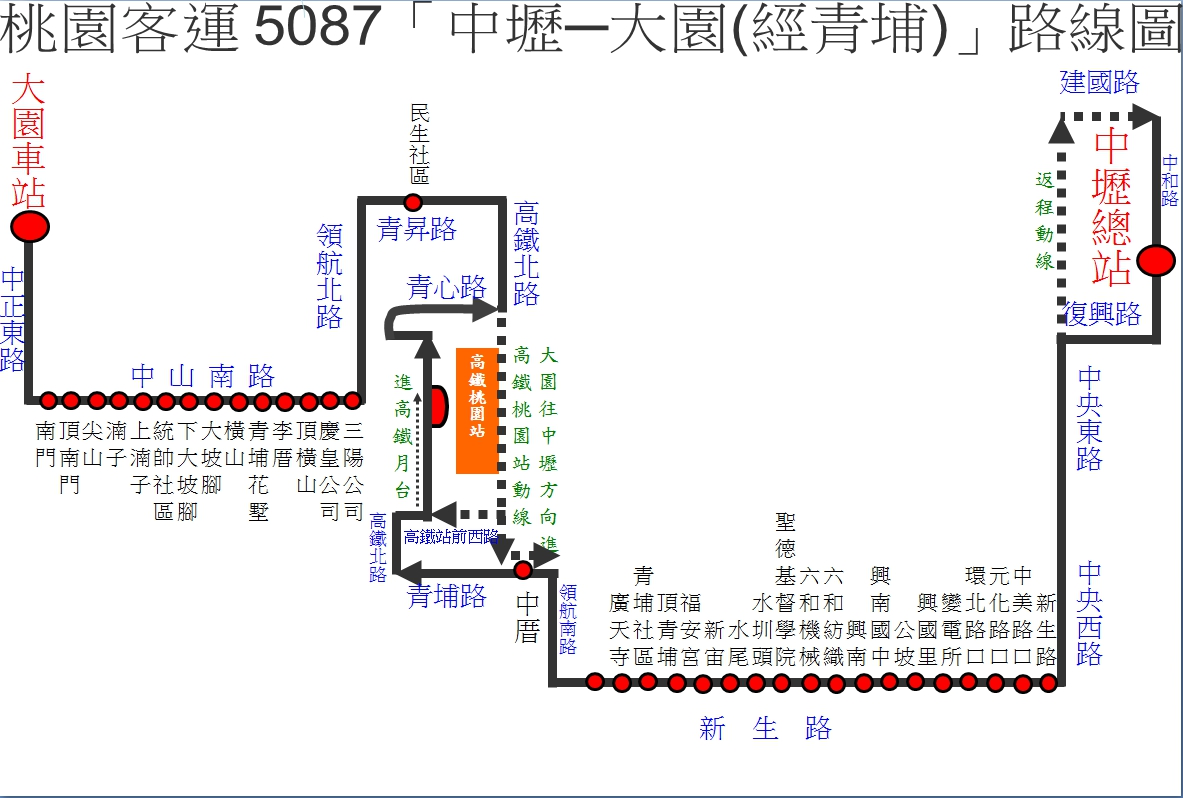 桃園客運 5087「中壢─大園(經青埔)」路線圖
大園車站
中正東路
中山南路
南門
頂南門
尖山
湳子
上湳子
統帥社區
下大坡腳
大坡腳
橫山
青埔花墅
李厝
頂橫山
慶皇公司
三陽公司
領航北路
民生社區
青昇路
高鐵北路
青心路
高鐵桃園站
進高鐵月台
大園往中壢方向進
高鐵桃園站動線
高鐵站前西路
高鐵北路
青埔路
中厝
領航南路
廣天寺
青埔社區
頂青埔
福安宮
新宙
水尾
水圳頭
聖德基督學院
六和機械
六和紡織
興南
興南國中
公坡
興國里
變電所
環北路口
元化路口
中美路口
新生路
新生路
中央西路
中央東路
復興路
返程動線
建國路
中和路
中壢總站